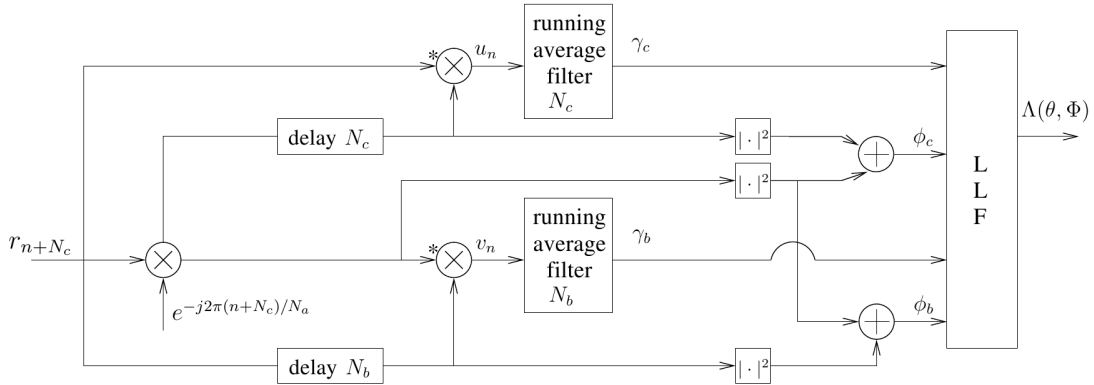 running
average
filter
N_c
*
u_n
γ_c
Λ(θ, Φ)
delay N_c
| · |²
ϕ_c
| · |²
L
L
F
r_{n+N_c}
running
average
filter
N_b
*
v_n
γ_b
e^{-j2π(n+N_c)/N_a}
ϕ_b
delay N_b
| · |²